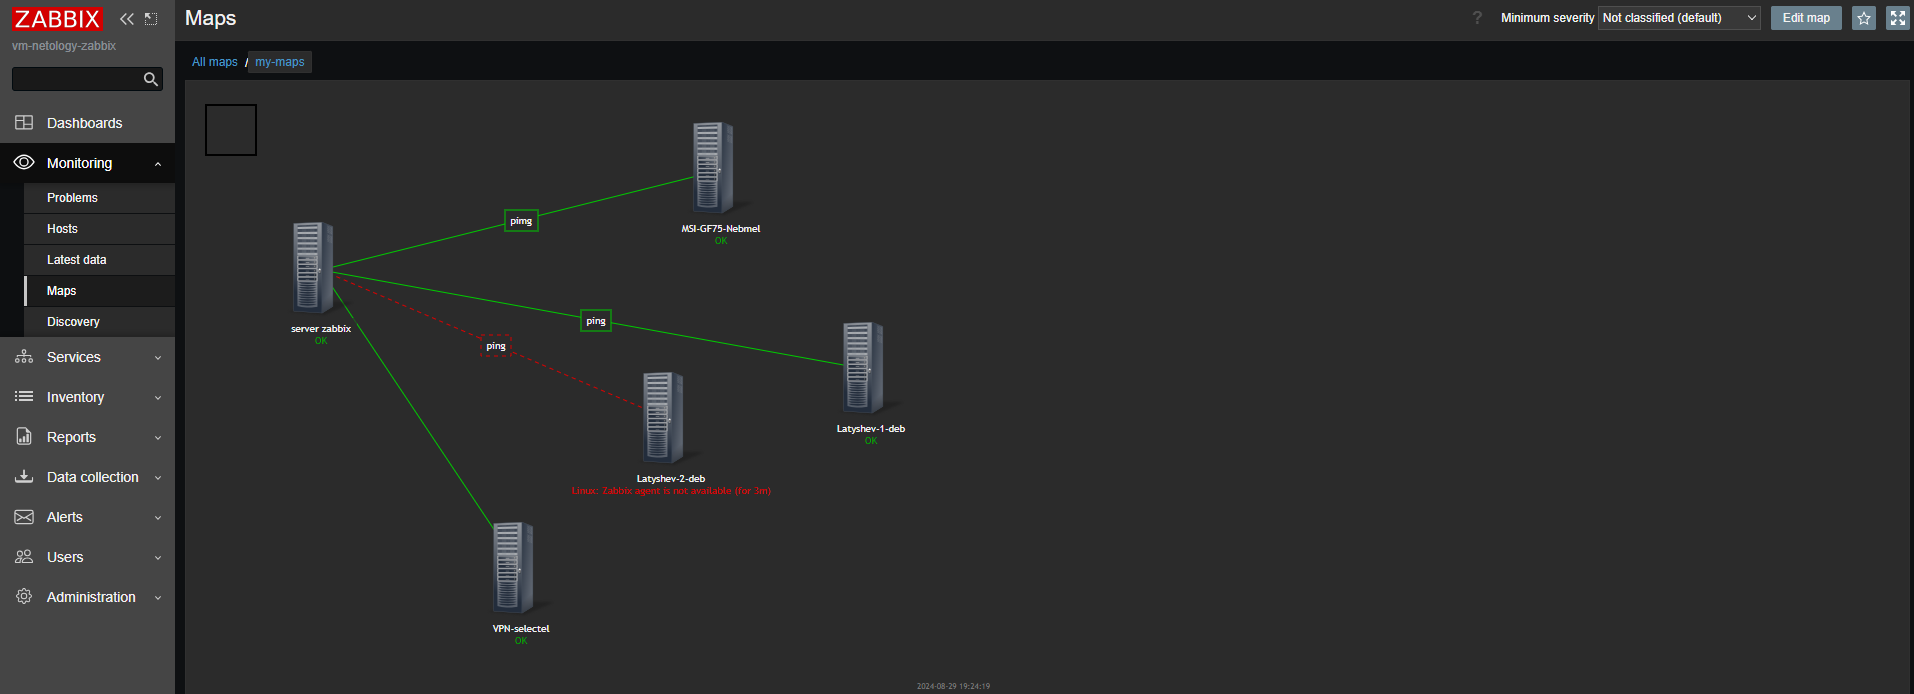 ZABBIX
vm-netology-zabbix
Dashboards
Monitoring
Problems
Hosts
Latest data
Maps
Discovery
Services
Inventory
Reports
Data collection
Alerts
Users
Administration
Maps
? Minimum severity Not classified (default) Edit map
All maps / my-maps
pimg
MSI-GF75-Nebmel
OK
server zabbix
OK
ping
ping
Latyshev-1-deb
OK
Latyshev-2-deb
Linux: Zabbix agent is not available (for 3m)
VPN-selectel
OK
2024-08-29 19:24:19